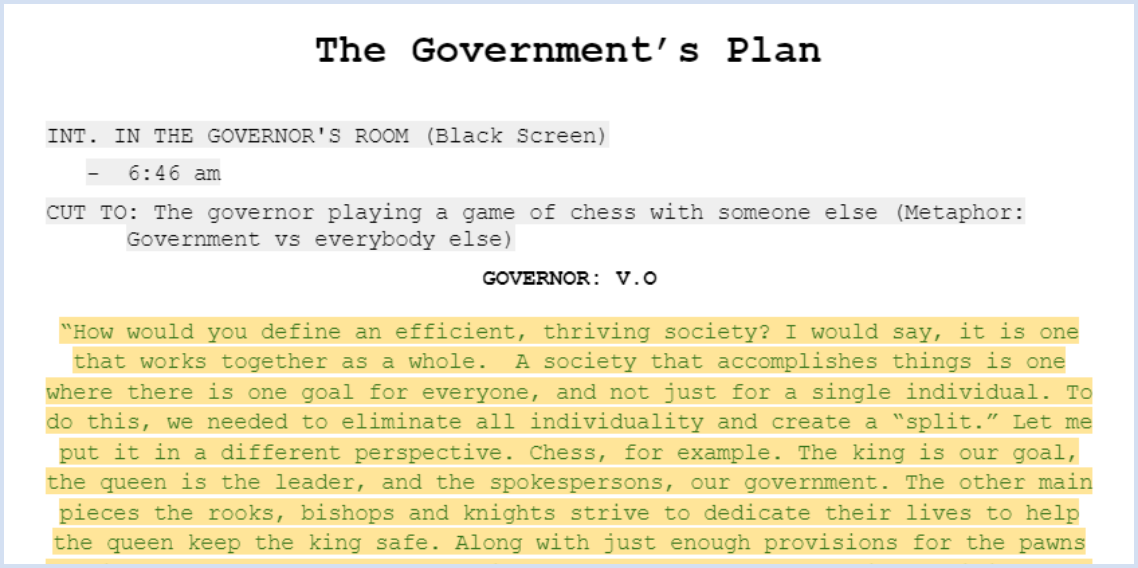 The Government’s Plan
INT. IN THE GOVERNOR'S ROOM (Black Screen)
- 6:46 am
CUT TO: The governor playing a game of chess with someone else (Metaphor:
Government vs everybody else)
GOVERNOR: V.O
“How would you define an efficient, thriving society? I would say, it is one
that works together as a whole.  A society that accomplishes things is one
where there is one goal for everyone, and not just for a single individual. To
do this, we needed to eliminate all individuality and create a “split.” Let me
put it in a different perspective. Chess, for example. The king is our goal,
the queen is the leader, and the spokespersons, our government. The other main
pieces the rooks, bishops and knights strive to dedicate their lives to help
the queen keep the king safe. Along with just enough provisions for the pawns